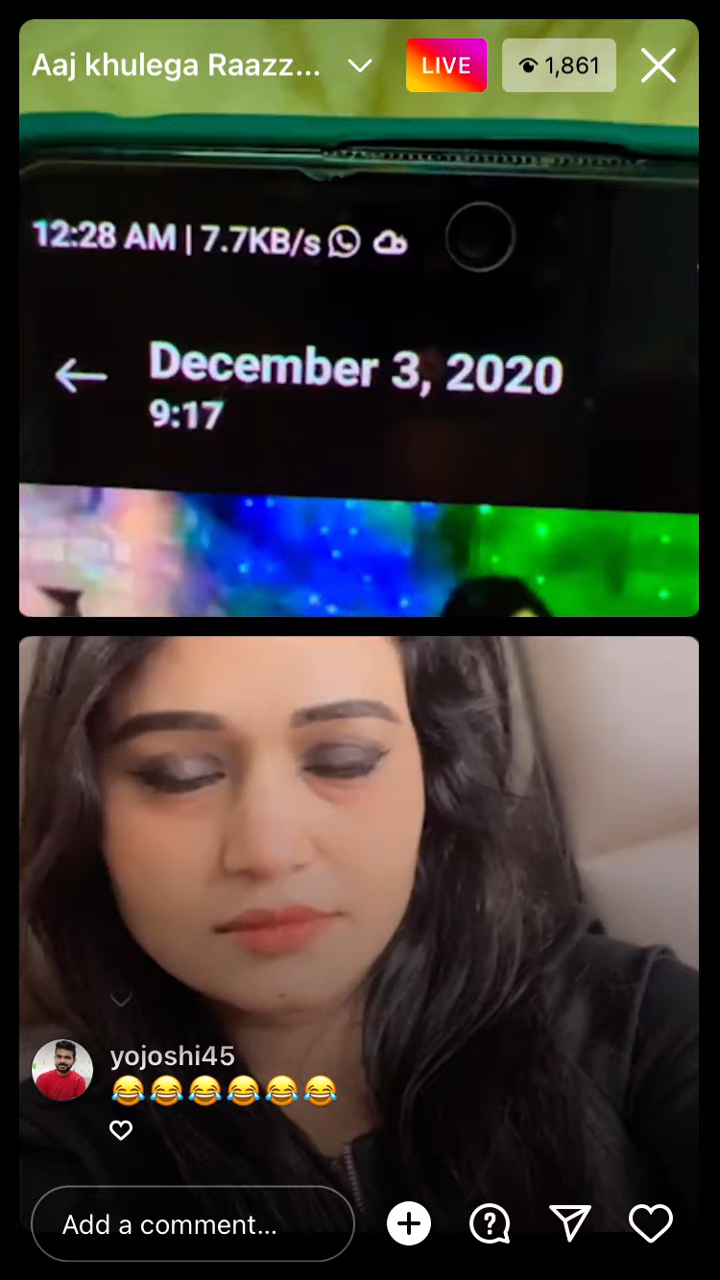 Aaj khulega Raazz...
LIVE
1,861
12:28 AM | 7.7KB/s
December 3, 2020
9:17
yojoshi45
😂😂😂😂😂😂
Add a comment...